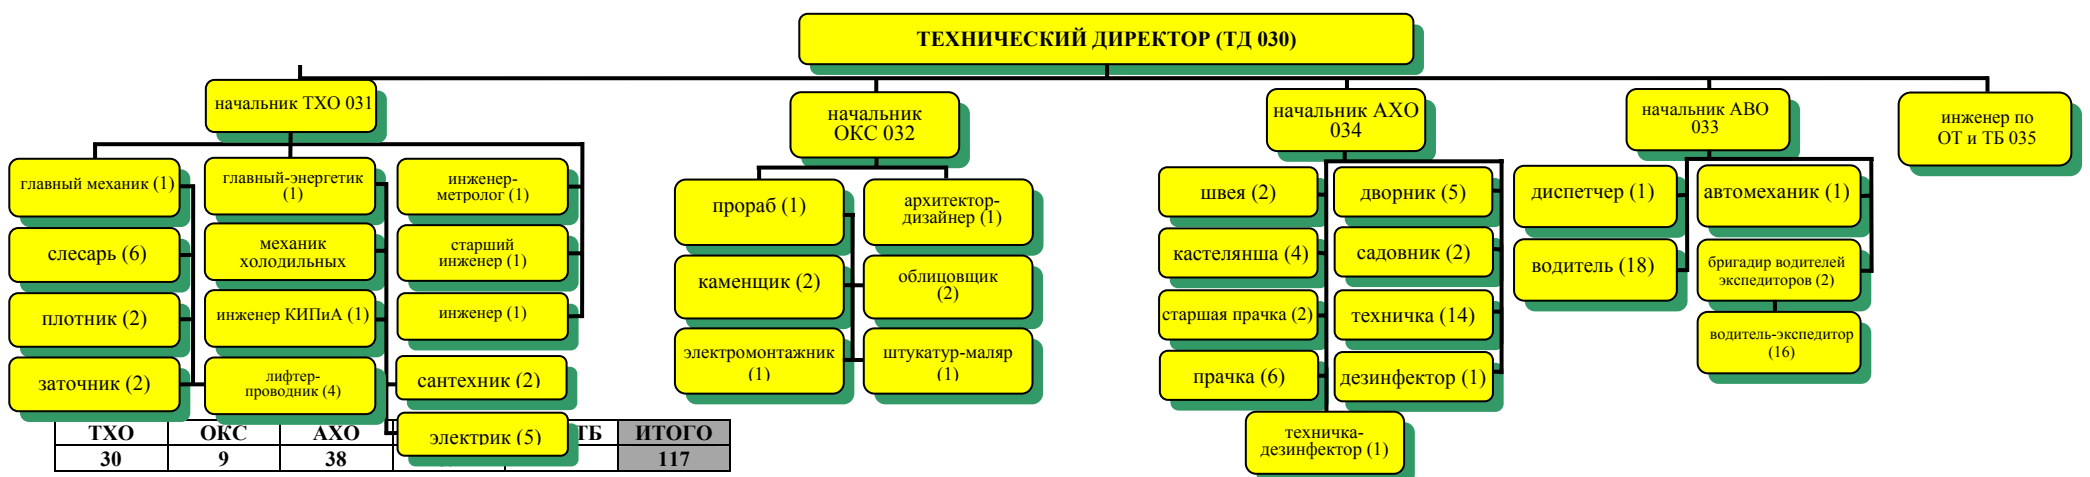 ТЕХНИЧЕСКИЙ ДИРЕКТОР (ТД 030)
начальник ТХО 031
начальник
ОКС 032
начальник АХО
034
начальник АВО
033
инженер по
ОТ и ТБ 035
главный механик (1)
слесарь (6)
плотник (2)
заточник (2)
главный-энергетик
(1)
механик
холодильных
инженер КИПиА (1)
лифтер-
проводник (4)
инженер-
метролог (1)
старший
инженер (1)
инженер (1)
сантехник (2)
электрик (5)
прораб (1)
каменщик (2)
электромонтажник
(1)
архитектор-
дизайнер (1)
облицовщик
(2)
штукатур-маляр
(1)
швея (2)
кастелянша (4)
старшая прачка (2)
прачка (6)
дворник (5)
садовник (2)
техничка (14)
дезинфектор (1)
техничка-
дезинфектор (1)
диспетчер (1)
водитель (18)
автомеханик (1)
бригадир водителей
экспедиторов (2)
водитель-экспедитор
(16)
ТХО ОКС АХО ТБ ИТОГО
30 9 38 117